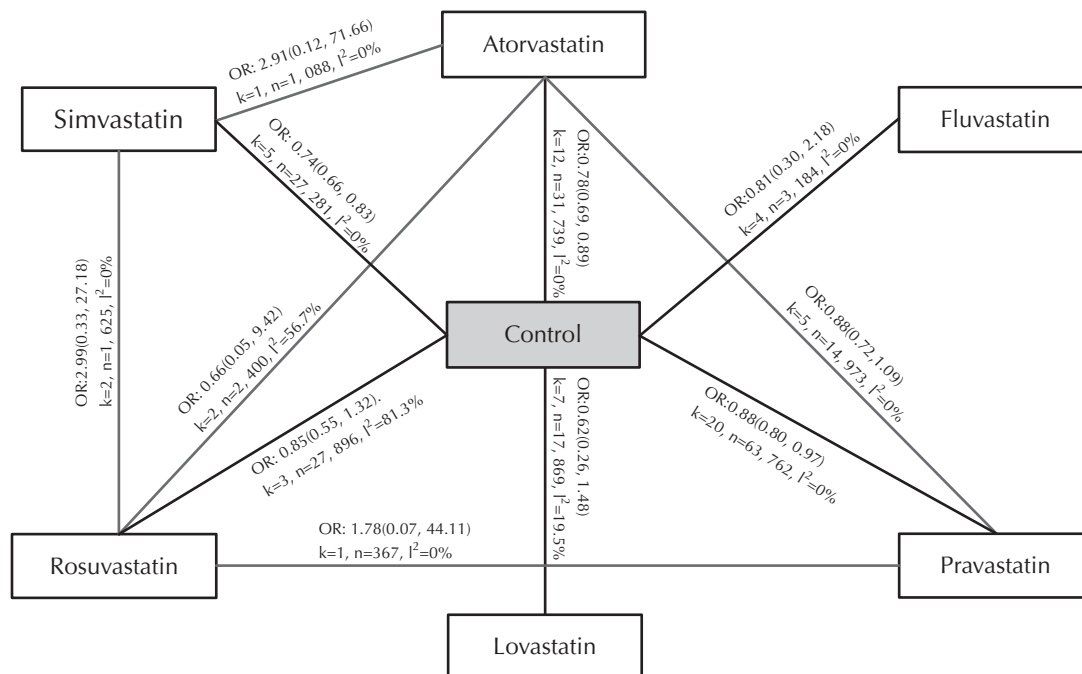 Atorvastatin
OR: 2.91(0.12, 71.66)
k=1, n=1, 088, I²=0%
Simvastatin
Fluvastatin
OR: 0.74(0.66, 0.83)
k=5, n=27, 281, I²=0%
OR:0.78(0.69, 0.89)
k=12, n=31, 739, I²=0%
OR:0.81(0.30, 2.18)
k=4, n=3, 184, I²=0%
OR:2.99(0.33, 27.18)
k=2, n=1, 625, I²=0%
OR: 0.66(0.05, 9.42)
k=2, n=2, 400, I²=56.7%
Control
OR:0.88(0.72,1.09)
k=5, n=14, 973, I²=0%
OR: 0.85(0.55, 1.32).
k=3, n=27, 896, I²=81.3%
OR:0.62(0.26, 1.48)
k=7, n=17, 869, I²=19.5%
OR:0.88(0.80, 0.97)
k=20, n=63, 762, I²=0%
OR: 1.78(0.07, 44.11)
k=1, n=367, I²=0%
Rosuvastatin
Pravastatin
Lovastatin